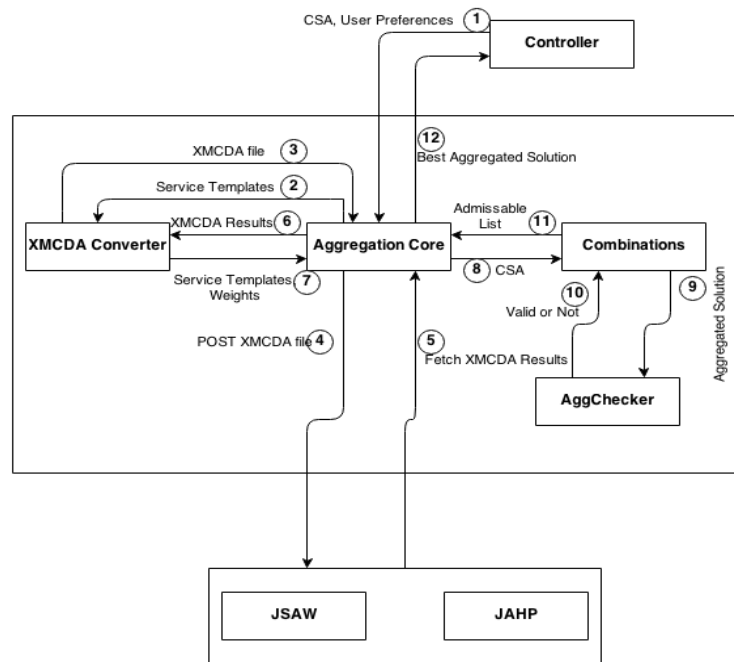 CSA, User Preferences 1
Controller
12
Best Aggregated Solution
XMCDA file 3
Service Templates 2
XMCDA Results 6
Admissable
List 11
XMCDA Converter
Aggregation Core
Combinations
Service Templates,
Weights 7
8 CSA
10
Valid or Not
9
Aggregated Solution
POST XMCDA file 4
5
Fetch XMCDA Results
AggChecker
JSAW
JAHP